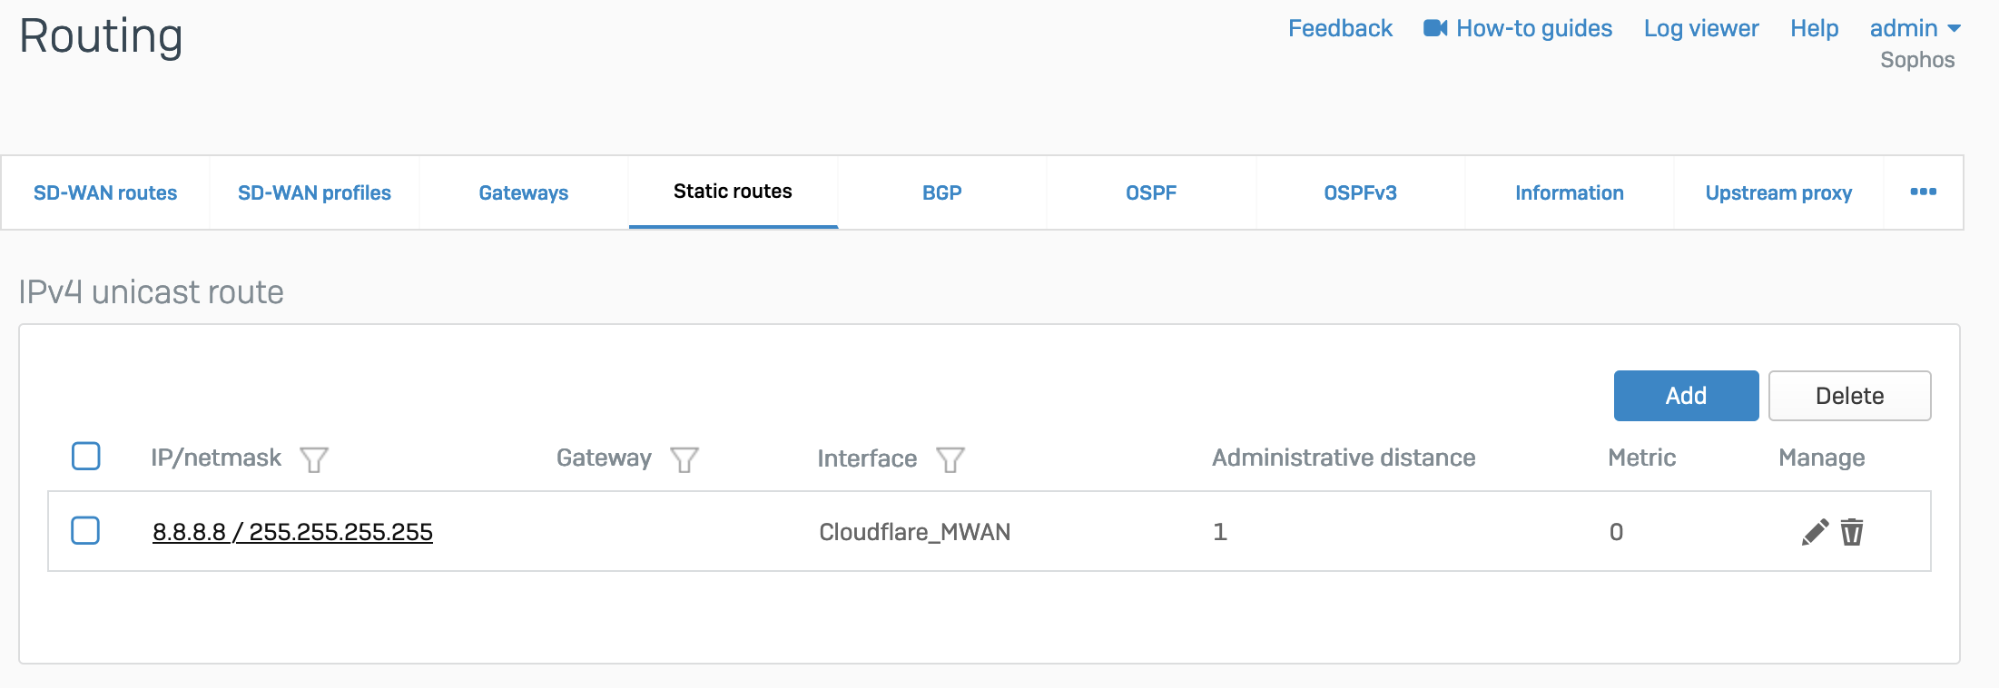 Routing
Feedback How-to guides Log viewer Help admin
Sophos
SD-WAN routes SD-WAN profiles Gateways Static routes BGP OSPF OSPFv3 Information Upstream proxy •••
IPv4 unicast route
Add Delete
IP/netmask Gateway Interface Administrative distance Metric Manage
8.8.8.8 / 255.255.255.255 Cloudflare_MWAN 1 0